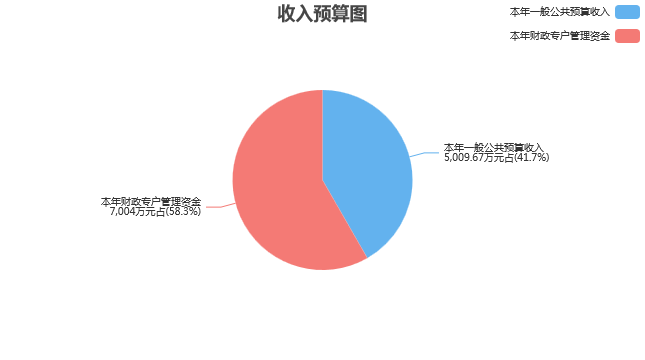 收入预算图
本年一般公共预算收入
本年财政专户管理资金
本年一般公共预算收入
5,009.67万元占(41.7%)
本年财政专户管理资金
7,004万元占(58.3%)